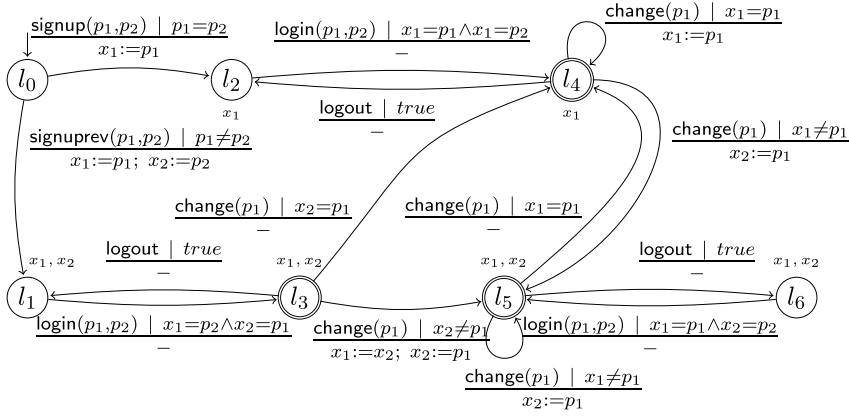 signup(p₁,p₂) | p₁=p₂
x₁:=p₁
login(p₁,p₂) | x₁=p₁∧x₁=p₂
–
change(p₁) | x₁=p₁
x₁:=p₁
l₀
l₂
x₁
l₄
x₁
logout | true
–
signuprev(p₁,p₂) | p₁≠p₂
x₁:=p₁; x₂:=p₂
change(p₁) | x₁≠p₁
x₂:=p₁
change(p₁) | x₂=p₁
–
change(p₁) | x₁=p₁
–
logout | true
–
logout | true
–
x₁, x₂
x₁, x₂
x₁, x₂
x₁, x₂
l₁
l₃
l₅
l₆
login(p₁,p₂) | x₁=p₂∧x₂=p₁
–
change(p₁) | x₂≠p₁
x₁:=x₂; x₂:=p₁
login(p₁,p₂) | x₁=p₁∧x₂=p₂
–
change(p₁) | x₁≠p₁
x₂:=p₁